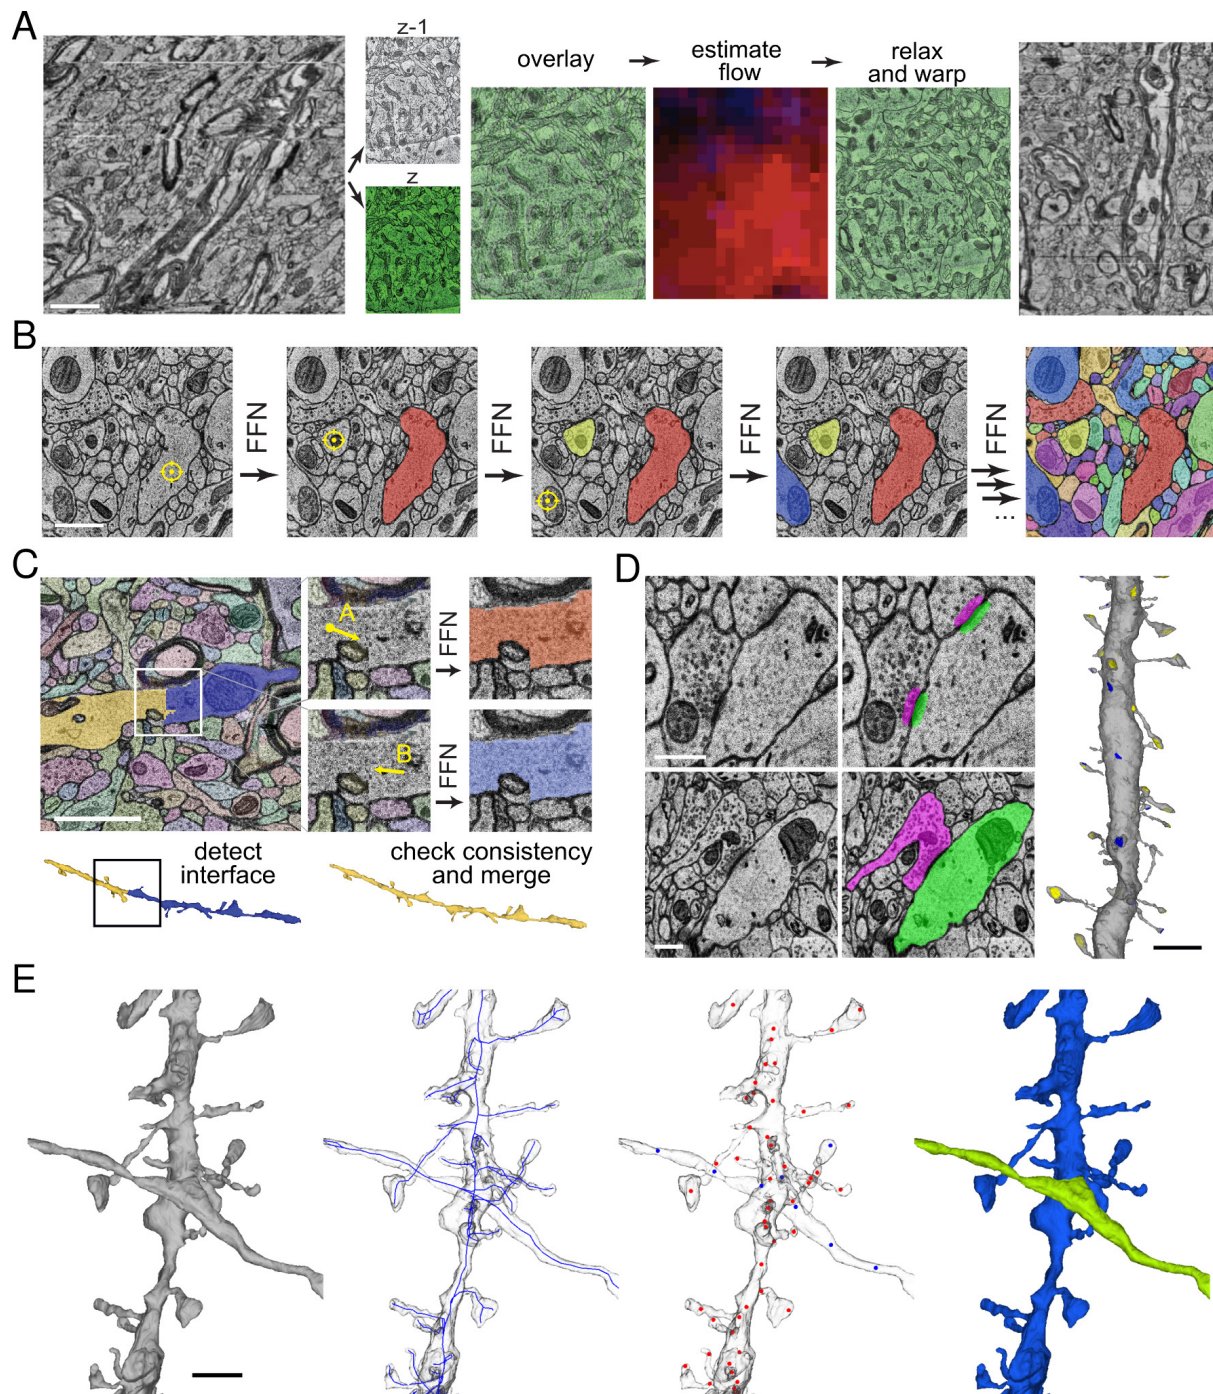 A
z-1
z
overlay
estimate
flow
relax
and warp
B
FFN
FFN
FFN
FFN
...
C
A
FFN
B
FFN
detect
interface
check consistency
and merge
D
E